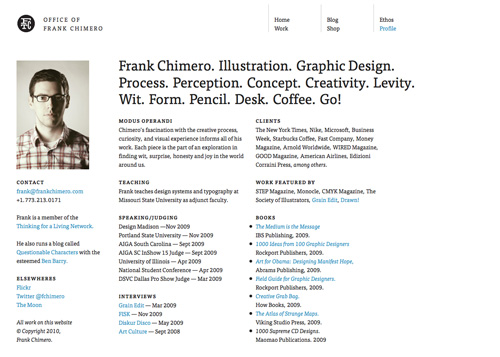 OFFICE OF
FRANK CHIMERO
Home
Work
Blog
Shop
Ethos
Profile
Frank Chimero. Illustration. Graphic Design.
Process. Perception. Concept. Creativity. Levity.
Wit. Form. Pencil. Desk. Coffee. Go!
CONTACT
frank@frankchimero.com
+1.773.213.0171
Frank is a member of the
Thinking for a Living Network.
He also runs a blog called
Questionable Characters with the
esteemed Ben Barry.
ELSEWHERES
Flickr
Twitter @fchimero
The Moon
All work on this website
© Copyright 2010,
Frank Chimero.
MODUS OPERANDI
Chimero's fascination with the creative process,
curiosity, and visual experience informs all of his
work. Each piece is the part of an exploration in
finding wit, surprise, honesty and joy in the world
around us.
TEACHING
Frank teaches design systems and typography at
Missouri State University as adjunct faculty.
SPEAKING/JUDGING
Design Madison — Nov 2009
Portland State University — Nov 2009
AIGA South Carolina — Sept 2009
AIGA SC InShow 15 Judge — Sept 2009
University of Illinois — Apr 2009
National Student Conference — Apr 2009
DSVC Dallas Pro Show Judge — Mar 2009
INTERVIEWS
Grain Edit — Mar 2009
FISK — Nov 2009
Diskur Disco — May 2009
Art Culture — Sept 2008
CLIENTS
The New York Times, Nike, Microsoft, Business
Week, Starbucks Coffee, Fast Company, Money
Magazine, Arnold Worldwide, WIRED Magazine,
GOOD Magazine, American Airlines, Edizioni
Corraini Press, among others.
WORK FEATURED BY
STEP Magazine, Monocle, CMYK Magazine, The
Society of Illustrators, Grain Edit, Drawn!
BOOKS
The Medium is the Message
IBS Publishing, 2009.
1000 Ideas from 100 Graphic Designers
Rockport Publishers, 2009.
Art for Obama: Designing Manifest Hope,
Abrams Publishing, 2009.
Field Guide for Graphic Designers.
Rockport Publishers, 2009.
Creative Grab Bag.
How Books, 2009.
The Atlas of Strange Maps.
Viking Studio Press, 2009.
1000 Supreme CD Designs.
Maomao Publications. 2009